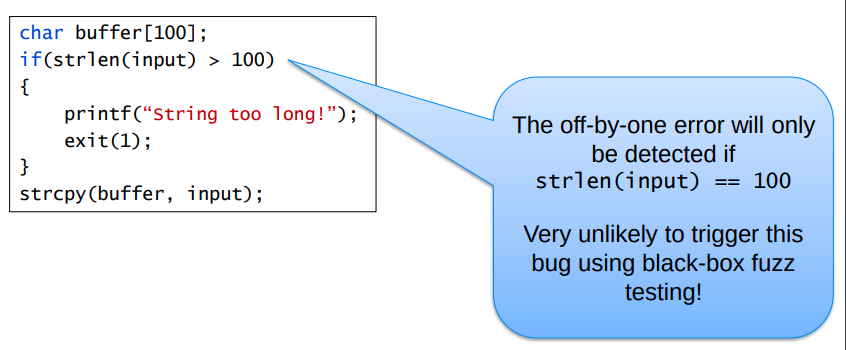 char buffer[100];
if(strlen(input) > 100)
{
    printf(“String too long!”);
    exit(1);
}
strcpy(buffer, input);
The off-by-one error will only
be detected if
strlen(input) == 100
Very unlikely to trigger this
bug using black-box fuzz
testing!